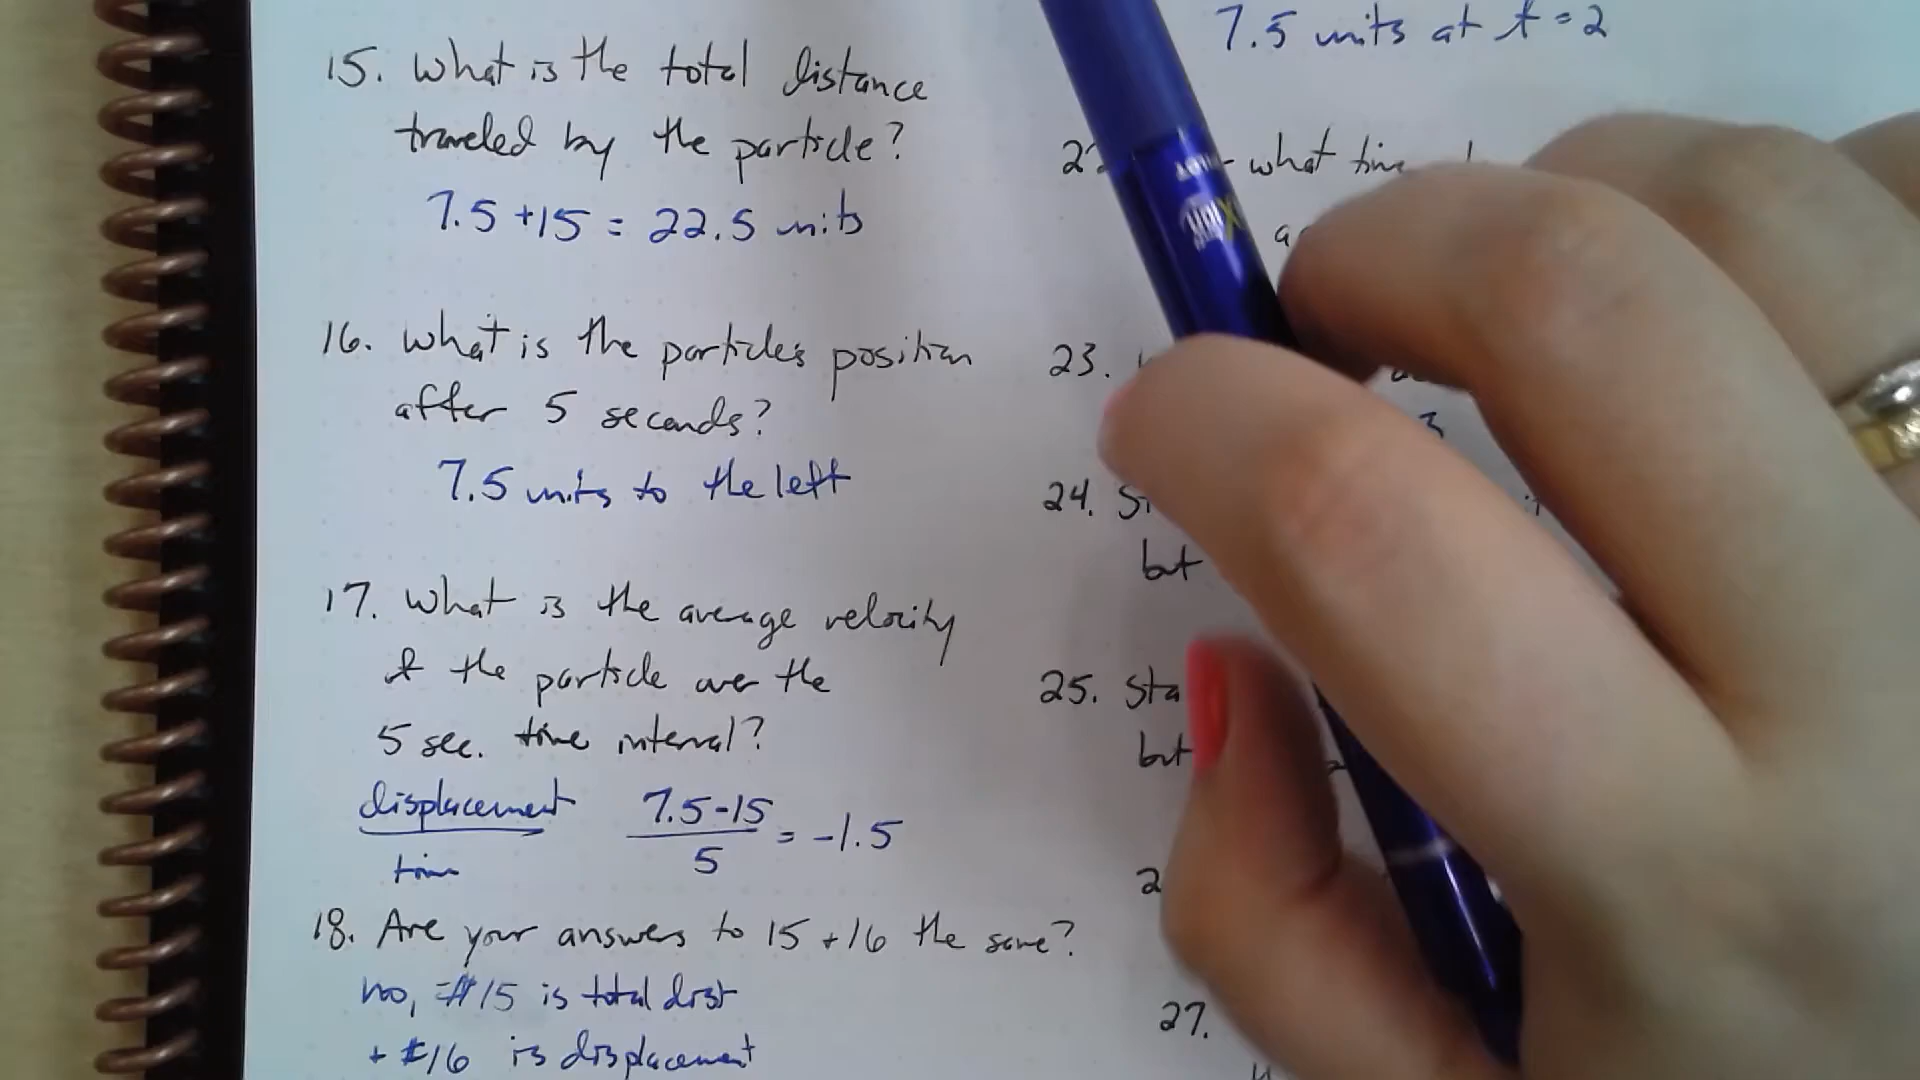 15. What is the total distance
traveled by the particle?
7.5 + 15 = 22.5 units
16. What is the particle's position
after 5 seconds?
7.5 units to the left
17. What is the average velocity
of the particle over the
5 sec. time interval?
displacement
time
7.5 - 15
5
= -1.5
18. Are your answers to 15 + 16 the same?
no, #15 is total dist
+ #16 is displacement
7.5 units at t = 2
what time
23.
3
24.
but
25. Sta
but
27.